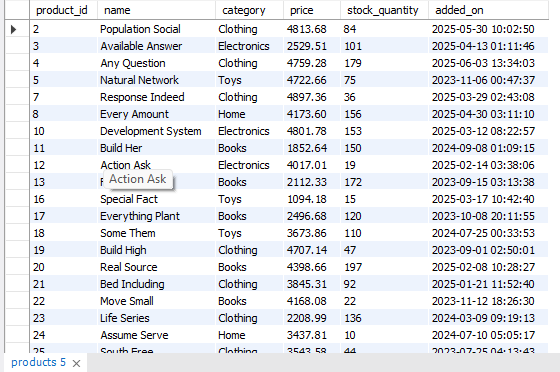 product_id name category price stock_quantity added_on
2 Population Social Clothing 4813.68 84 2025-05-30 10:02:50
3 Available Answer Electronics 2529.51 101 2025-04-13 01:11:46
4 Any Question Clothing 4759.28 179 2025-06-03 13:34:03
5 Natural Network Toys 4722.66 75 2023-11-06 00:47:37
7 Response Indeed Clothing 4897.36 36 2025-03-29 02:43:08
8 Every Amount Home 4173.60 156 2025-04-30 03:11:10
10 Development System Electronics 4801.78 153 2025-03-12 08:22:57
11 Build Her Books 1852.64 150 2024-09-08 01:09:15
12 Action Ask Electronics 4017.01 19 2025-02-14 03:38:06
13 Books 2112.33 172 2023-09-15 03:13:38
Action Ask
16 Special Fact Toys 1094.18 15 2025-03-17 10:42:40
17 Everything Plant Books 2496.68 120 2023-10-08 20:11:55
18 Some Them Toys 3673.86 110 2024-07-25 00:33:53
19 Build High Clothing 4707.14 47 2023-09-01 02:50:01
20 Real Source Books 4398.66 197 2025-02-08 10:28:27
21 Bed Including Clothing 3845.31 92 2025-01-21 11:52:40
22 Move Small Books 4168.08 22 2023-11-12 18:26:30
23 Life Series Clothing 2208.99 136 2024-03-09 09:19:13
24 Assume Serve Home 3437.81 10 2024-07-10 05:05:17
25 South Free Clothing 3543.58 44 2023-07-25 04:13:43
products 5